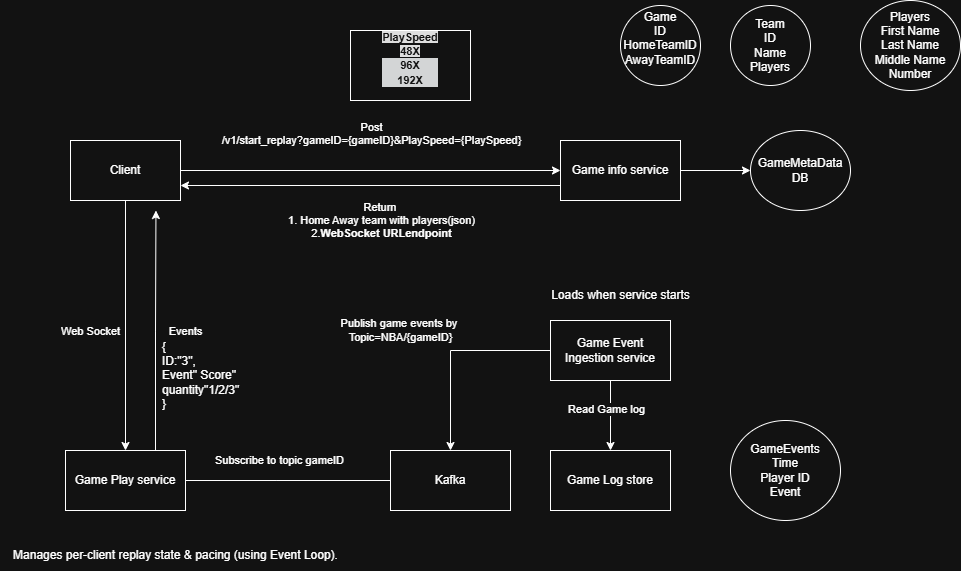 PlaySpeed
48X
96X
192X
Game
ID
HomeTeamID
AwayTeamID
Team
ID
Name
Players
Players
First Name
Last Name
Middle Name
Number
Post
/v1/start_replay?gameID={gameID}&PlaySpeed={PlaySpeed}
Client
Game info service
GameMetaData
DB
Return
1. Home Away team with players(json)
2.WebSocket URLendpoint
Loads when service starts
Web Socket
Events
{
ID:"3",
Event" Score"
quantity"1/2/3"
}
Publish game events by
Topic=NBA/{gameID}
Game Event
Ingestion service
Read Game log
Subscribe to topic gameID
Game Play service
Kafka
Game Log store
GameEvents
Time
Player ID
Event
Manages per-client replay state & pacing (using Event Loop).